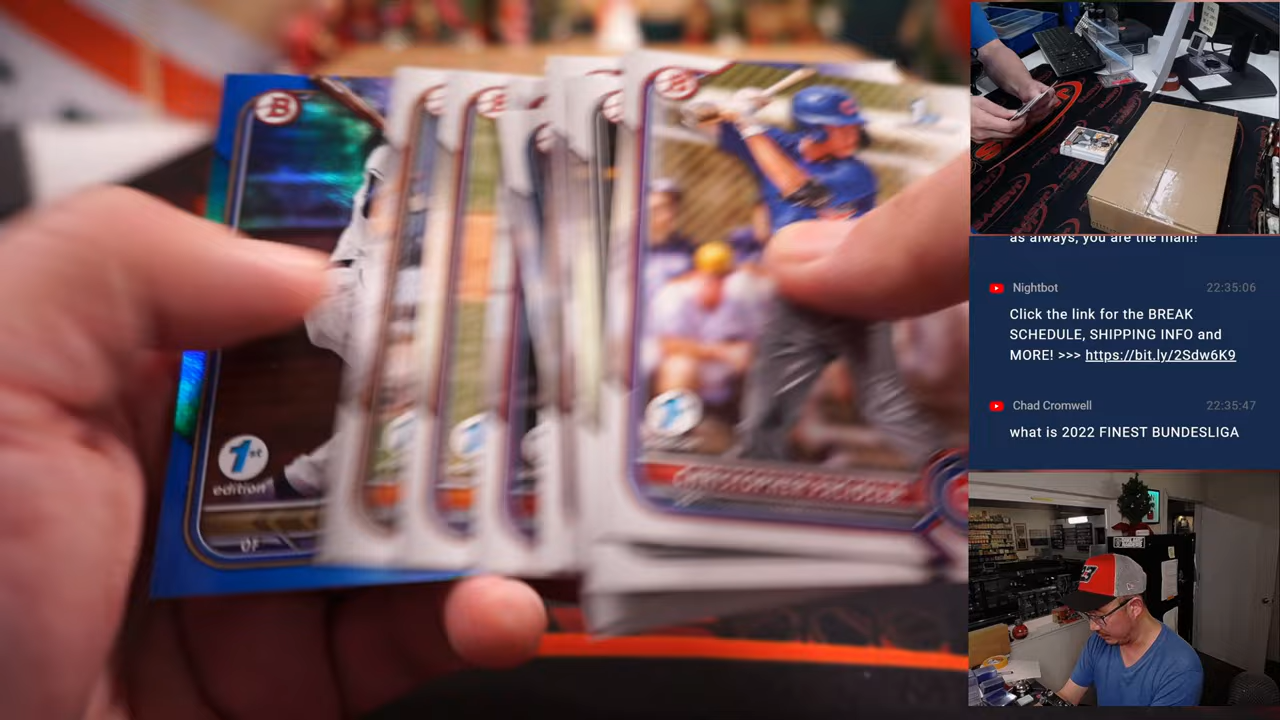 B
B
1st
edition
OF
as always, you are the man!!
Nightbot
22:35:06
Click the link for the BREAK
SCHEDULE, SHIPPING INFO and
MORE! >>> https://bit.ly/2Sdw6K9
Chad Cromwell
22:35:47
what is 2022 FINEST BUNDESLIGA